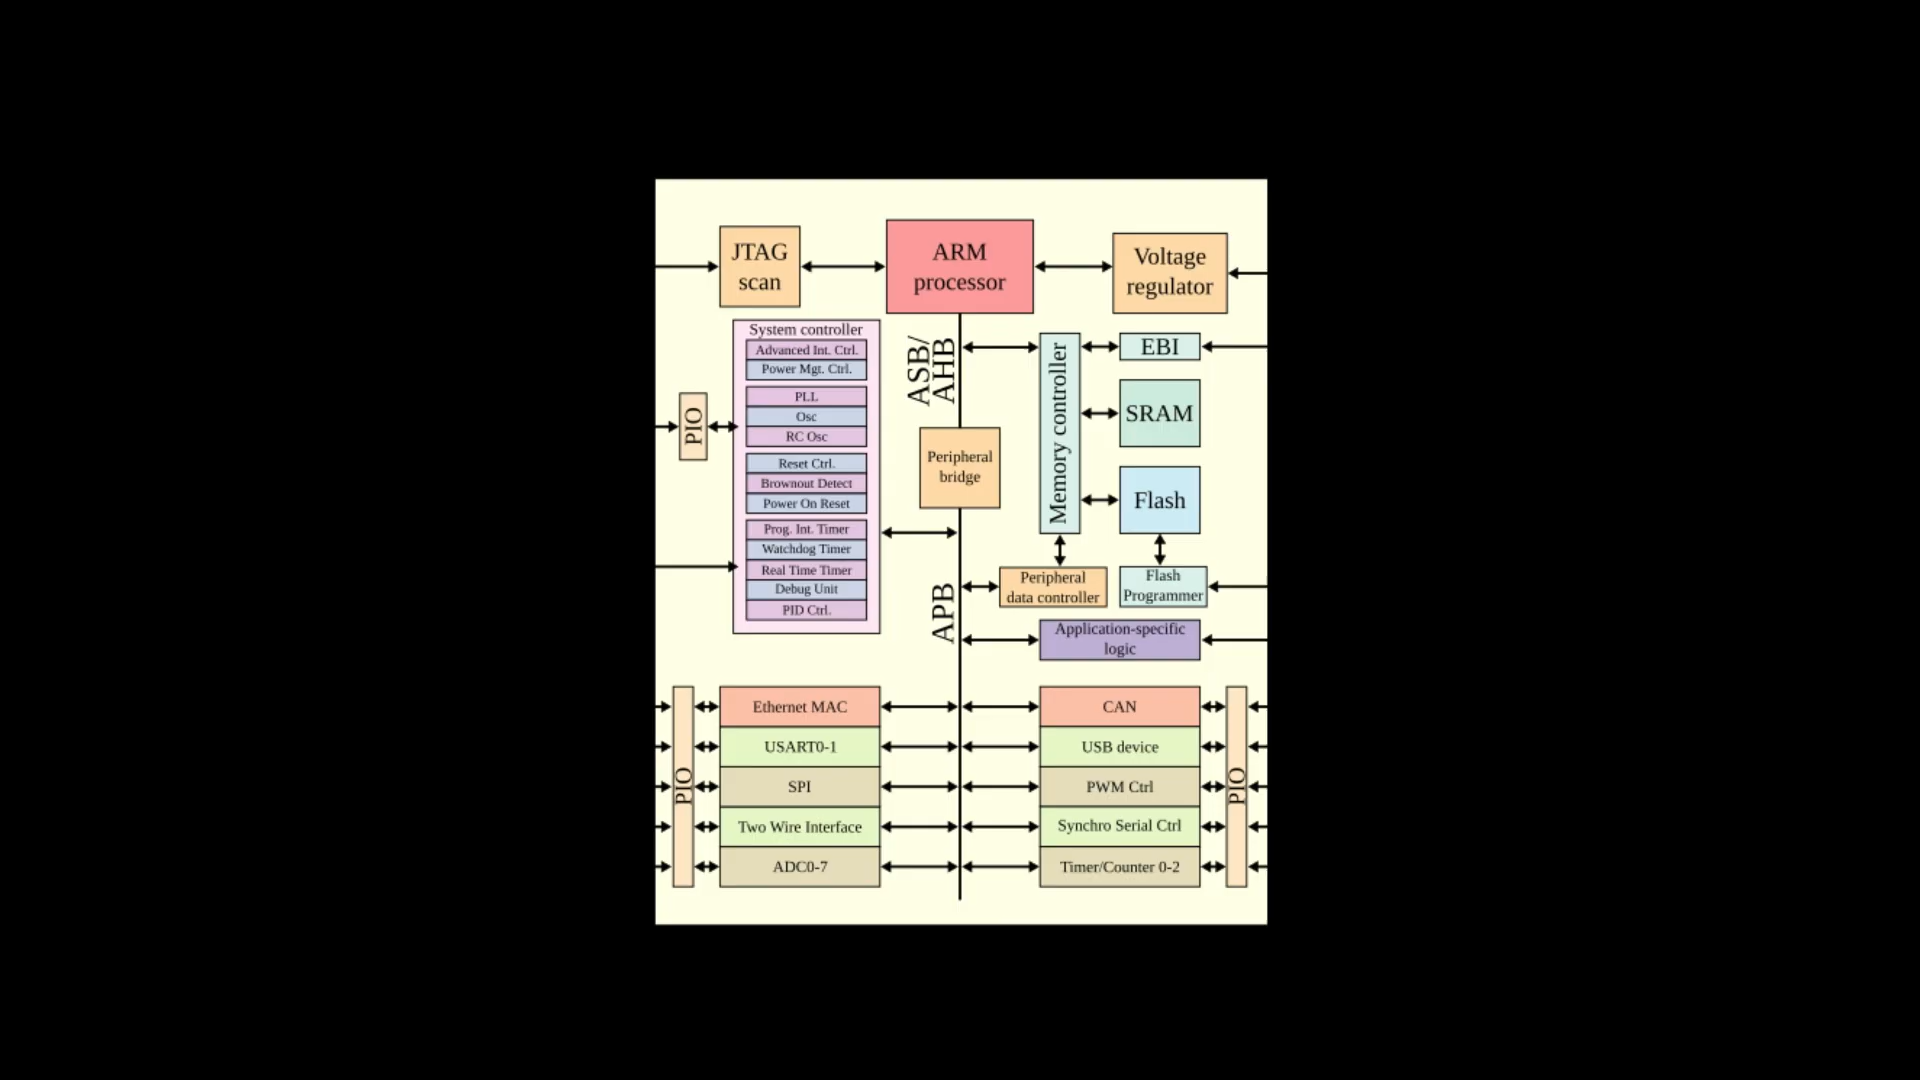 JTAG
scan
ARM
processor
Voltage
regulator
System controller
Advanced Int. Ctrl.
Power Mgt. Ctrl.
PLL
Osc
RC Osc
Reset Ctrl.
Brownout Detect
Power On Reset
Prog. Int. Timer
Watchdog Timer
Real Time Timer
Debug Unit
PID Ctrl.
PIO
ASB/
AHB
Peripheral
bridge
APB
Memory controller
EBI
SRAM
Flash
Peripheral
data controller
Flash
Programmer
Application-specific
logic
PIO
Ethernet MAC
USART0-1
SPI
Two Wire Interface
ADC0-7
CAN
USB device
PWM Ctrl
Synchro Serial Ctrl
Timer/Counter 0-2
PIO